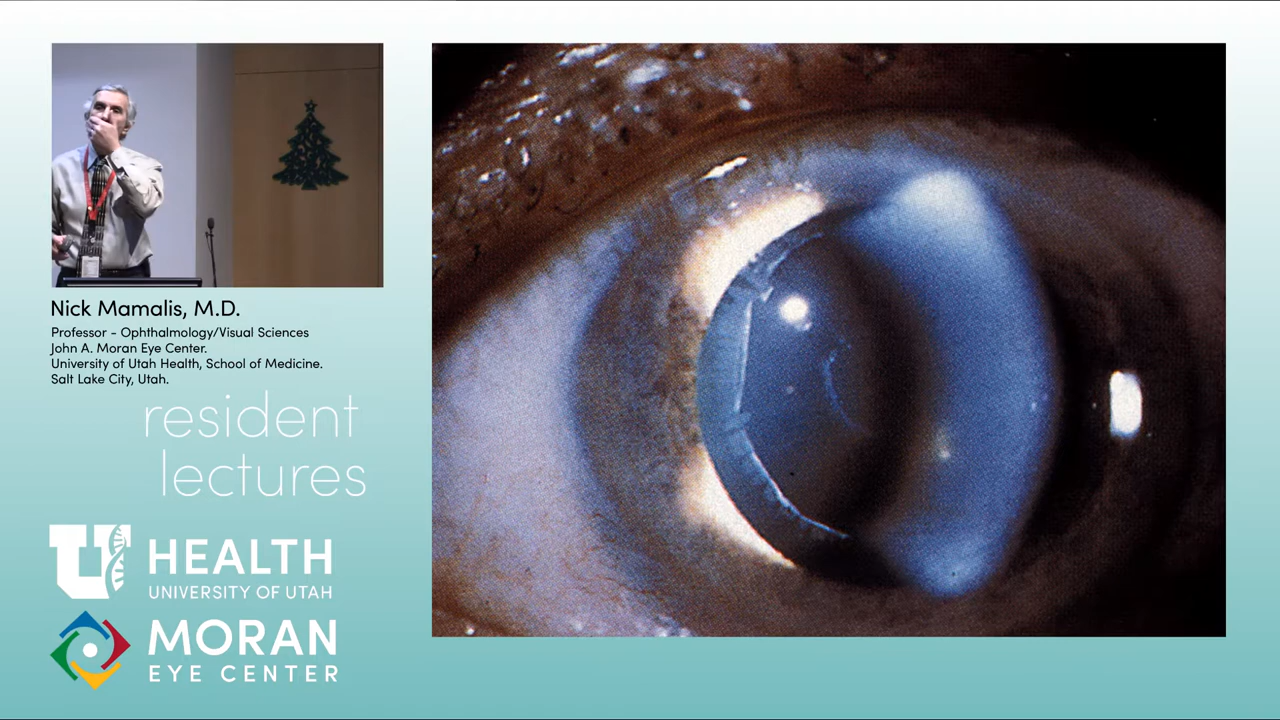 Nick Mamalis, M.D.
Professor - Ophthalmology/Visual Sciences
John A. Moran Eye Center.
University of Utah Health, School of Medicine.
Salt Lake City, Utah.
resident
lectures
U HEALTH
UNIVERSITY OF UTAH
MORAN
EYE CENTER